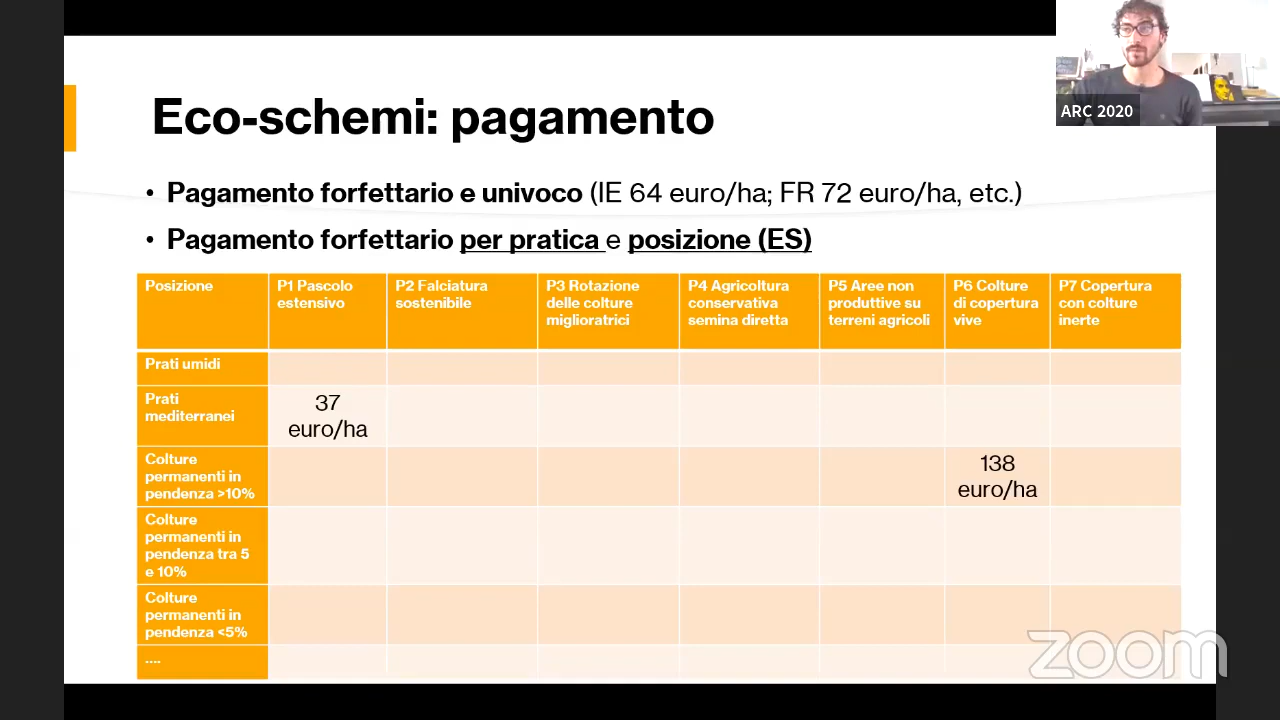 ARC 2020
Eco-schemi: pagamento
• Pagamento forfettario e univoco (IE 64 euro/ha; FR 72 euro/ha, etc.)
• Pagamento forfettario per pratica e posizione (ES)
Posizione
P1 Pascolo
estensivo
P2 Falciatura
sostenibile
P3 Rotazione
delle colture
miglioratrici
P4 Agricoltura
conservativa
semina diretta
P5 Aree non
produttive su
terreni agricoli
P6 Colture
di copertura
vive
P7 Copertura
con colture
inerte
Prati umidi
Prati
mediterranei
37
euro/ha
Colture
permanenti in
pendenza >10%
138
euro/ha
Colture
permanenti in
pendenza tra 5
e 10%
Colture
permanenti in
pendenza <5%
....
zoom